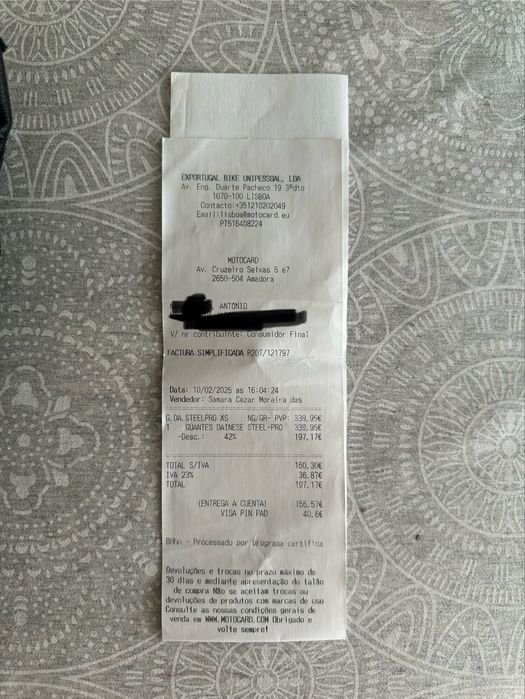 EXPORTUGAL BIKE UNIPESSOAL, LDA
Av. Eng. Duarte Pacheco 19 3ºdto
1070-100 LISBOA
Contacto:+351210202049
Email:lisboa@motocard.eu
PT516408224
MOTOCARD
Av. Cruzeiro Seixas 5 e7
2650-504 Amadora
ANTONIO
V/ nr contribuinte: Consumidor Final
FACTURA SIMPLIFICADA P20T/121797
Data: 10/02/2025 as 16:04:24
Vendedor: Samara Cezar Moreira das
G.DA.STEELPRO XS NG/GR- PVP: 339,95€
1 GUANTES DAINESE STEEL-PRO 339,95€
-Desc.: 42% 197,17€
TOTAL S/IVA 160,30€
IVA 23% 36,87€
TOTAL 197,17€
(ENTREGA A CUENTA) 156,57€
VISA PIN PAD 40,6€
BHhn - Processado por programa certifica
Devoluções e trocas no prazo máximo de
30 dias e mediante apresentação do talão
de compra Não se aceitam trocas ou
devoluções de produtos com marcas de uso
Consulte as nossas condições gerais de
venda em WWW.MOTOCARD.COM Obrigado e
volte sempre!